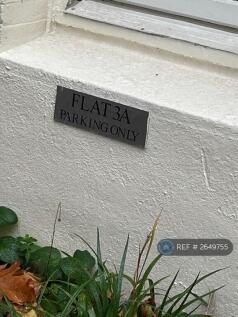 FLAT 3A
PARKING ONLY
REF # 2649755